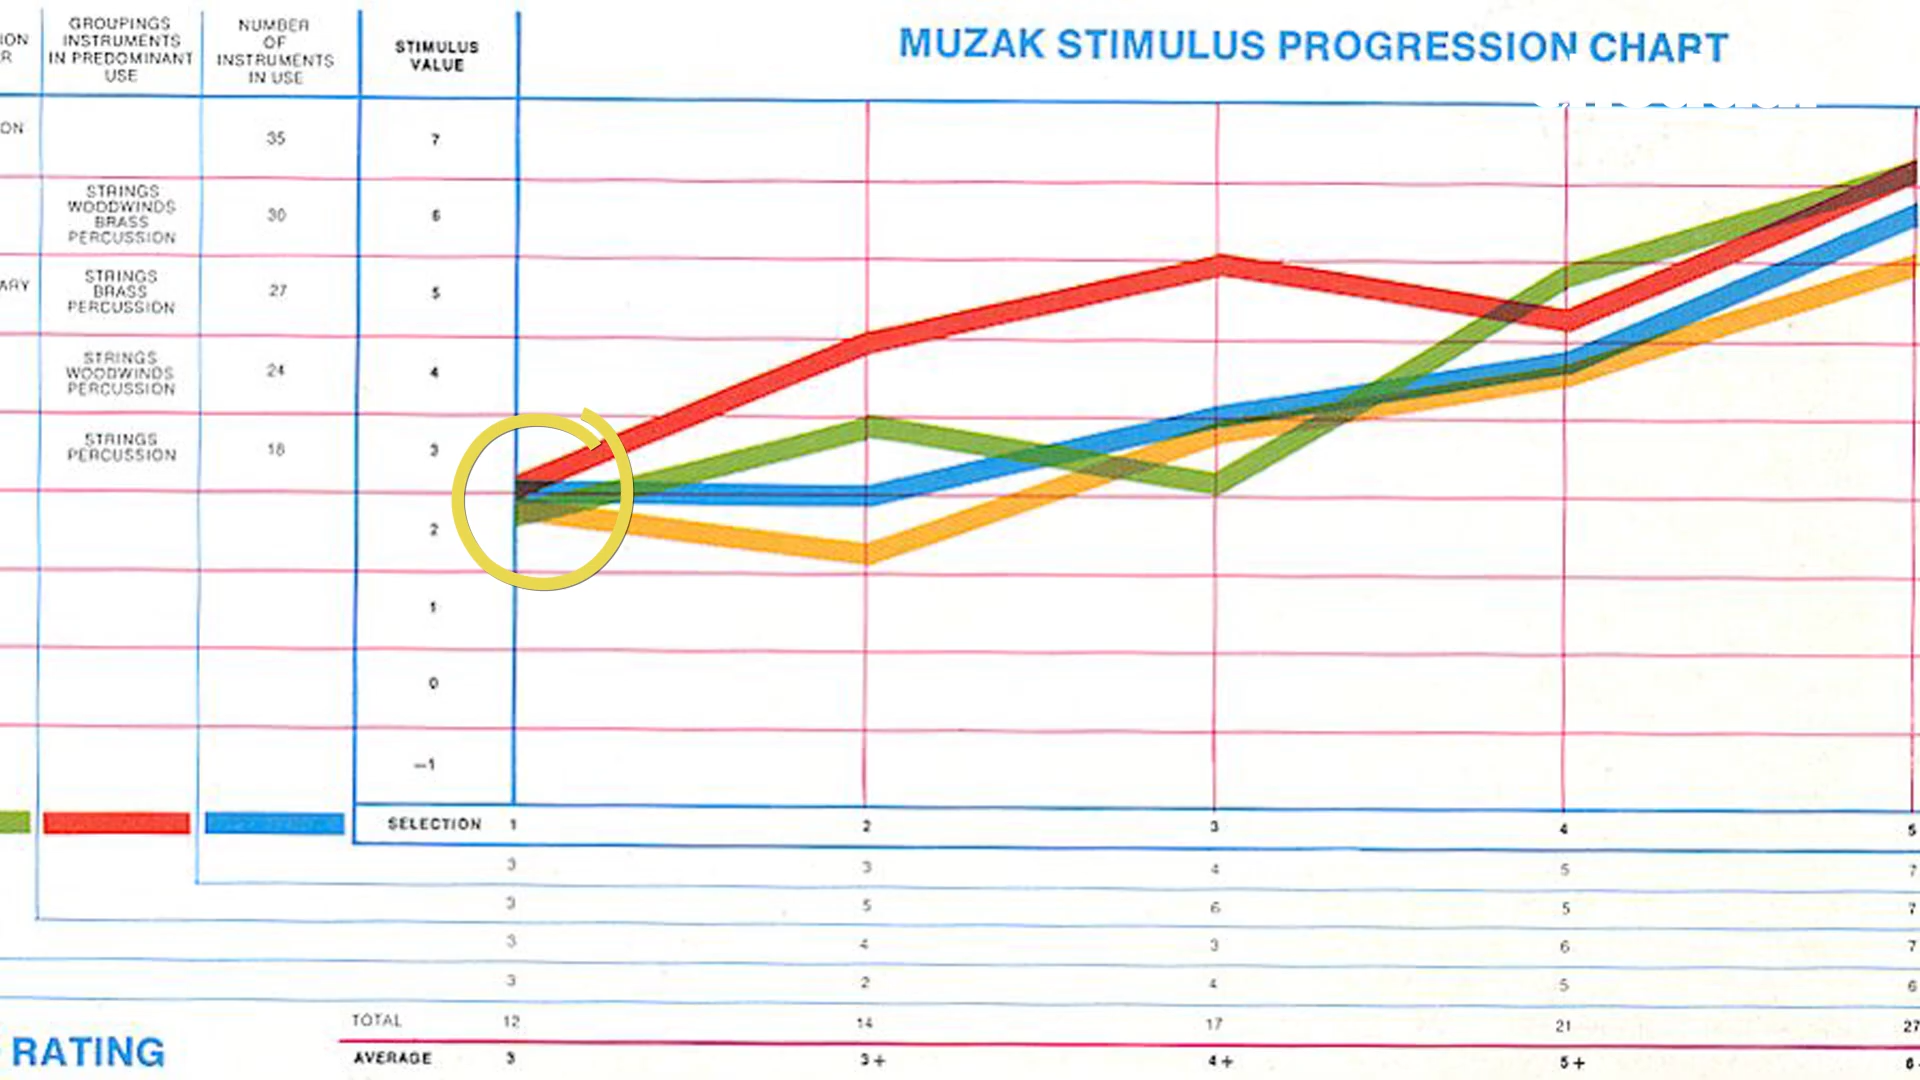 ION
R
GROUPINGS
INSTRUMENTS
IN PREDOMINANT
USE
NUMBER
OF
INSTRUMENTS
IN USE
STIMULUS
VALUE
MUZAK STIMULUS PROGRESSION CHART
ION
35
7
STRINGS
WOODWINDS
BRASS
PERCUSSION
30
6
ARY
STRINGS
BRASS
PERCUSSION
27
5
STRINGS
WOODWINDS
PERCUSSION
24
4
STRINGS
PERCUSSION
18
3
2
1
0
−1
SELECTION 1 2 3 4 5
3 3 4 5 7
3 5 6 5 7
3 4 3 6 7
3 2 4 5 6
TOTAL 12 14 17 21 27
RATING
AVERAGE 3 3+ 4+ 5+ 6